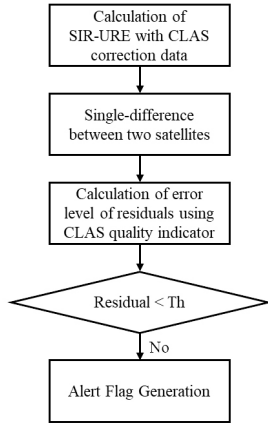 Calculation of
SIR-URE with CLAS
correction data
Single-difference
between two satellites
Calculation of error
level of residuals using
CLAS quality indicator
Residual < Th
No
Alert Flag Generation